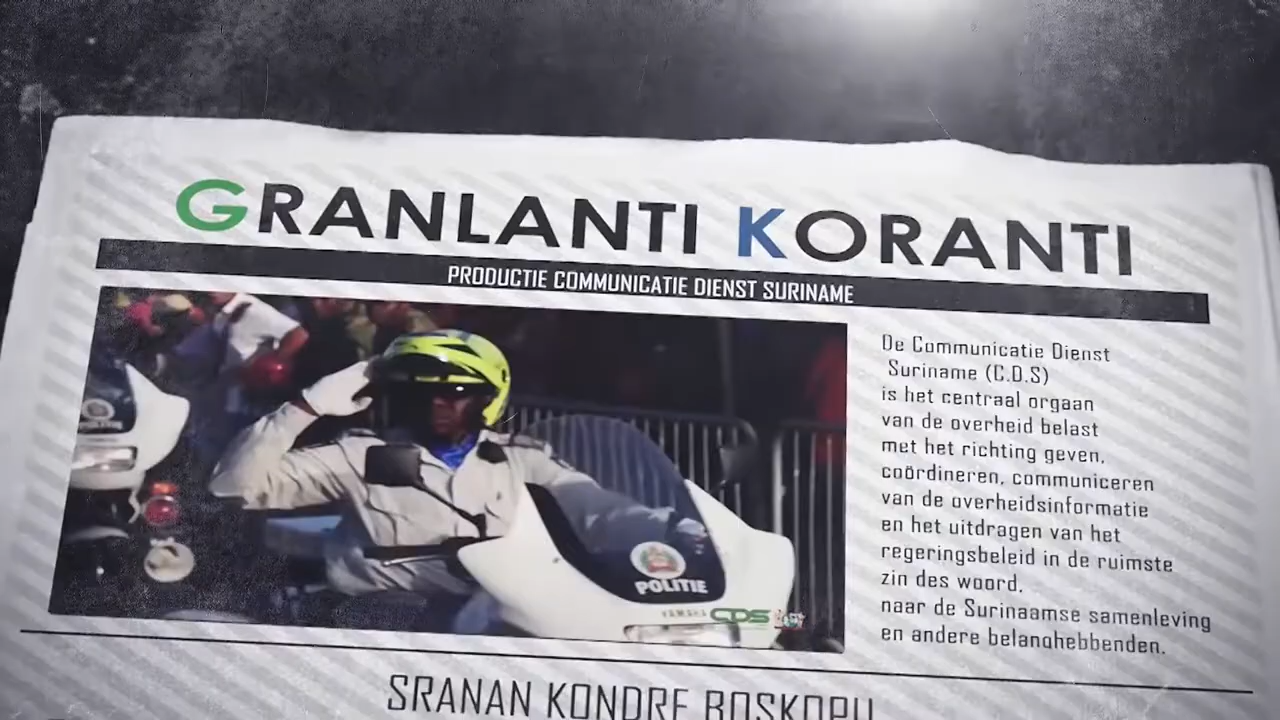 GRANLANTI KORANTI
PRODUCTIE COMMUNICATIE DIENST SURINAME
De Communicatie Dienst
Suriname (C.D.S)
is het centraal orgaan
van de overheid belast
met het richting geven,
coördineren, communiceren
van de overheidsinformatie
en het uitdragen van het
regeringsbeleid in de ruimste
zin des woord,
naar de Surinaamse samenleving
en andere belanghebbenden.
POLITIE
YAMAHA CDS
SRANAN KONDRE BOSKOPU